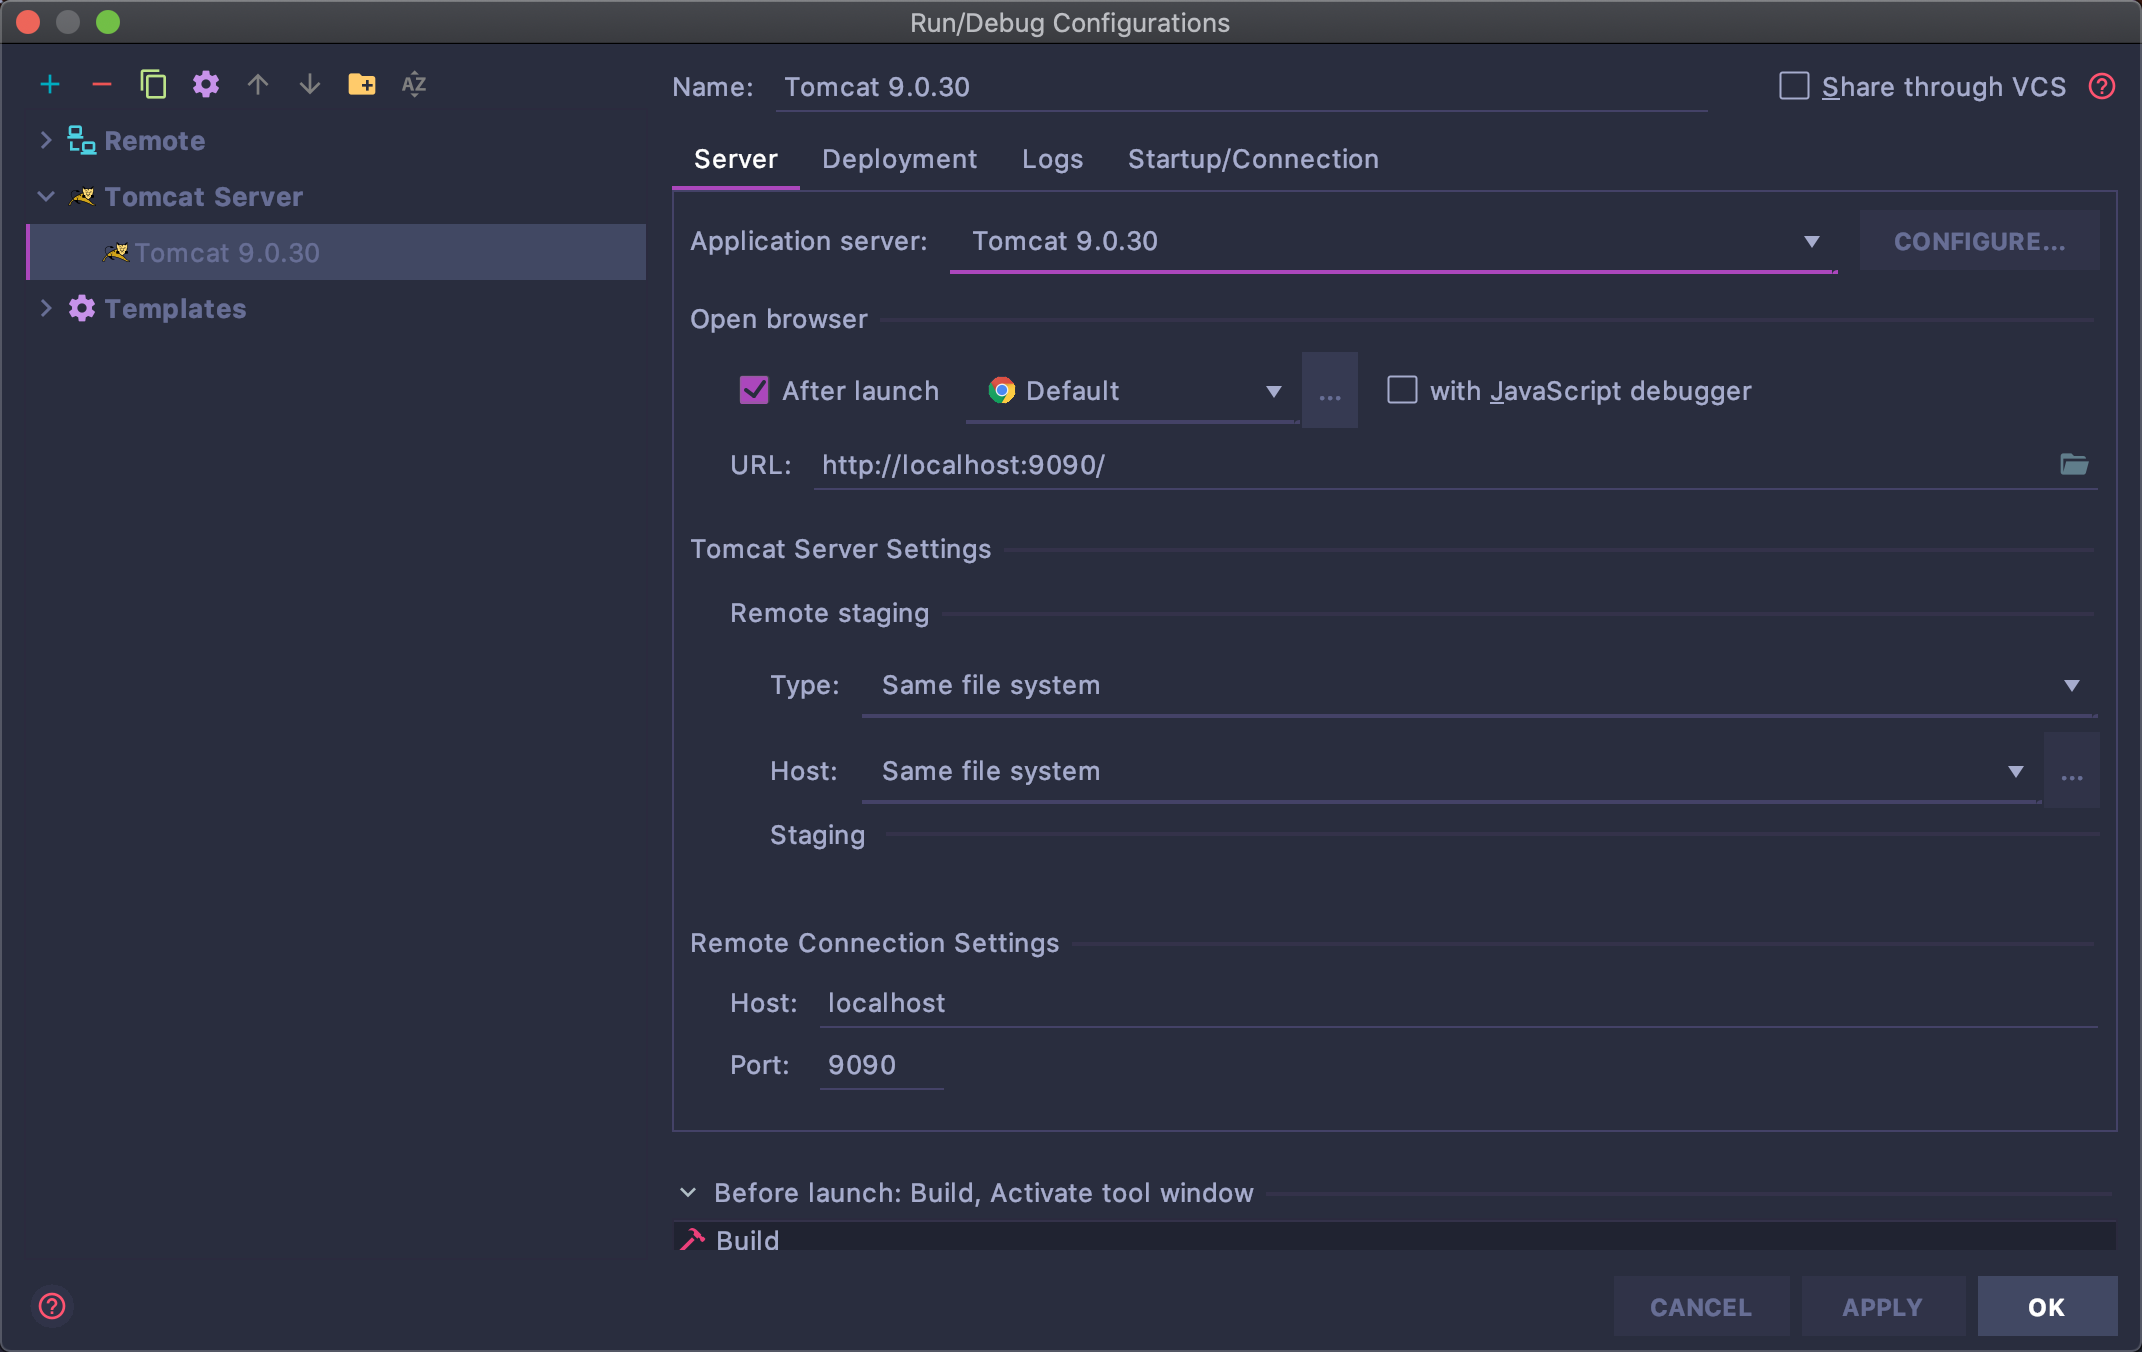 Run/Debug Configurations
Remote
Tomcat Server
Tomcat 9.0.30
Templates
Name: Tomcat 9.0.30
Share through VCS
Server Deployment Logs Startup/Connection
Application server: Tomcat 9.0.30 CONFIGURE...
Open browser
After launch Default ... with JavaScript debugger
URL: http://localhost:9090/
Tomcat Server Settings
Remote staging
Type: Same file system
Host: Same file system ...
Staging
Remote Connection Settings
Host: localhost
Port: 9090
Before launch: Build, Activate tool window
Build
? CANCEL APPLY OK